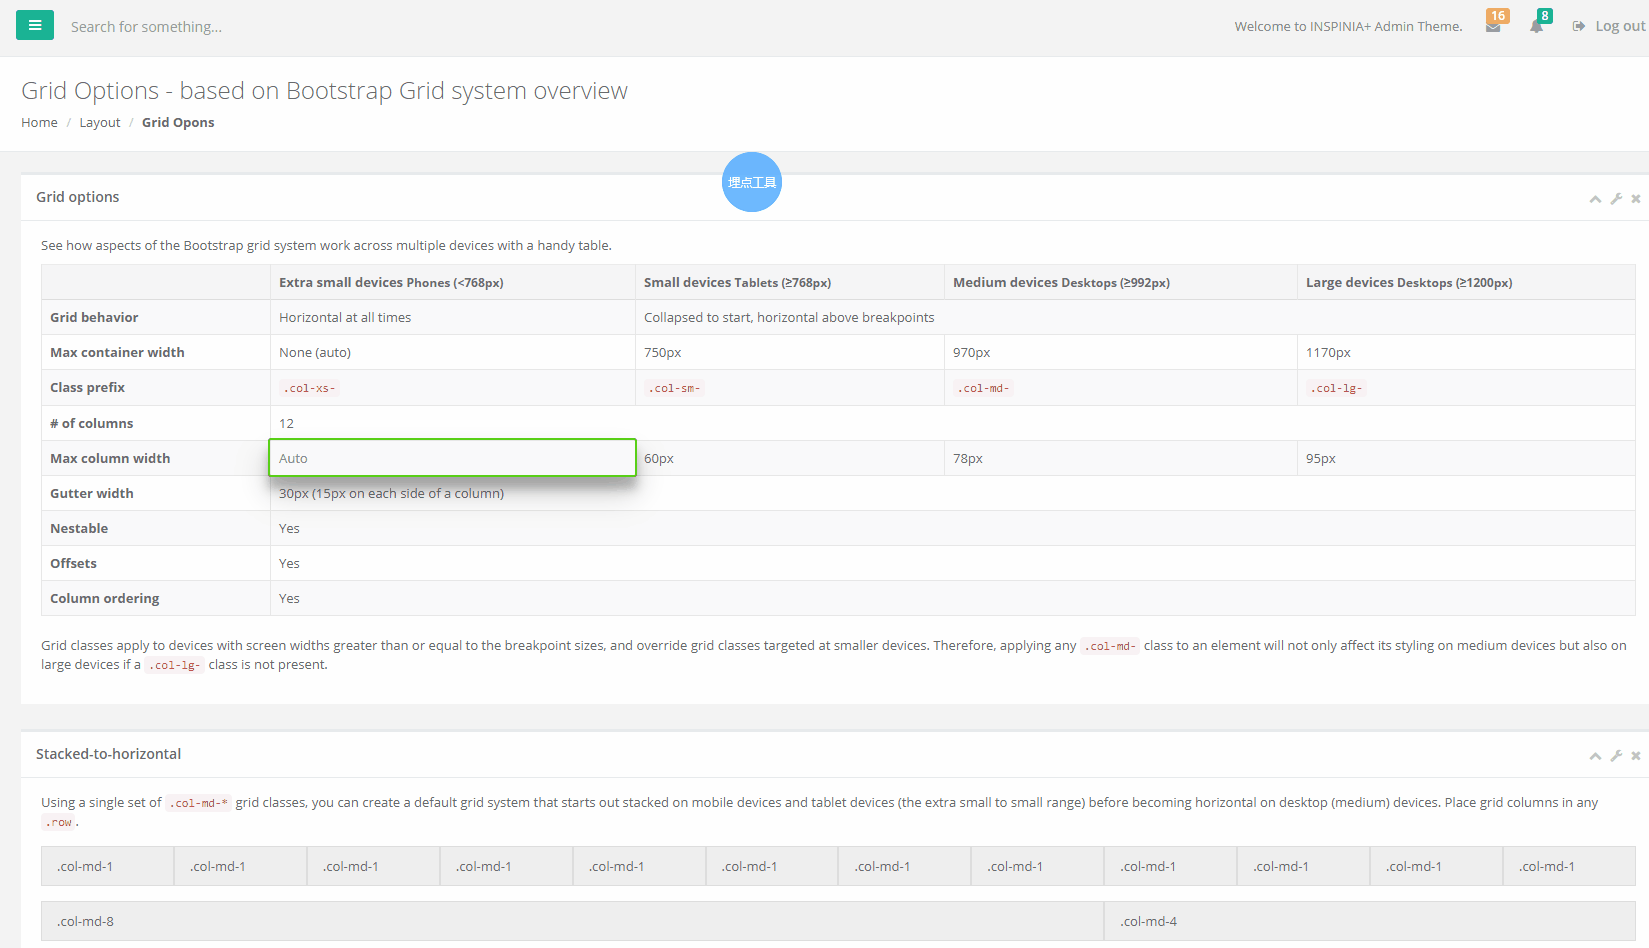 Search for something...
Welcome to INSPINIA+ Admin Theme.
16
8
Log out
Grid Options - based on Bootstrap Grid system overview
Home / Layout / Grid Opons
埋点工具
Grid options
See how aspects of the Bootstrap grid system work across multiple devices with a handy table.
Extra small devices Phones (<768px) Small devices Tablets (≥768px) Medium devices Desktops (≥992px) Large devices Desktops (≥1200px)
Grid behavior Horizontal at all times Collapsed to start, horizontal above breakpoints
Max container width None (auto) 750px 970px 1170px
Class prefix .col-xs- .col-sm- .col-md- .col-lg-
# of columns 12
Max column width Auto 60px 78px 95px
Gutter width 30px (15px on each side of a column)
Nestable Yes
Offsets Yes
Column ordering Yes
Grid classes apply to devices with screen widths greater than or equal to the breakpoint sizes, and override grid classes targeted at smaller devices. Therefore, applying any .col-md- class to an element will not only affect its styling on medium devices but also on
large devices if a .col-lg- class is not present.
Stacked-to-horizontal
Using a single set of .col-md-* grid classes, you can create a default grid system that starts out stacked on mobile devices and tablet devices (the extra small to small range) before becoming horizontal on desktop (medium) devices. Place grid columns in any
.row.
.col-md-1 .col-md-1 .col-md-1 .col-md-1 .col-md-1 .col-md-1 .col-md-1 .col-md-1 .col-md-1 .col-md-1 .col-md-1 .col-md-1
.col-md-8 .col-md-4